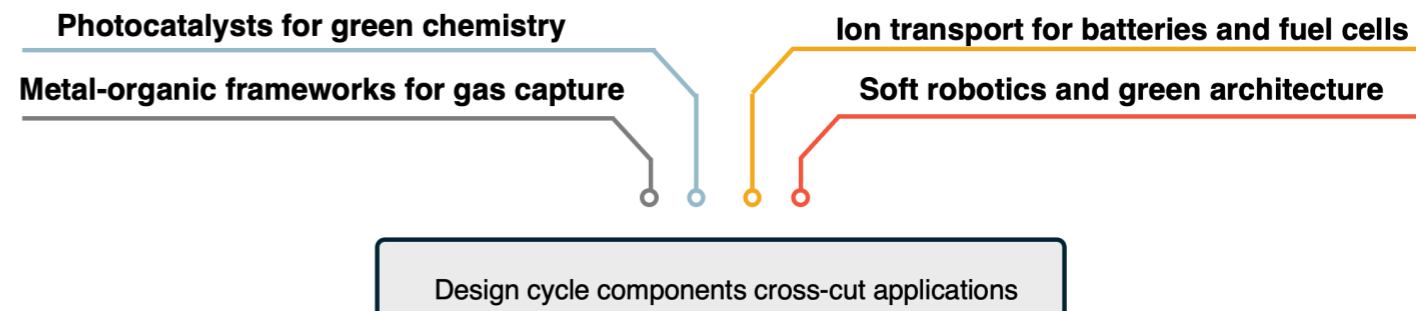 Photocatalysts for green chemistry
Metal-organic frameworks for gas capture
Ion transport for batteries and fuel cells
Soft robotics and green architecture
Design cycle components cross-cut applications